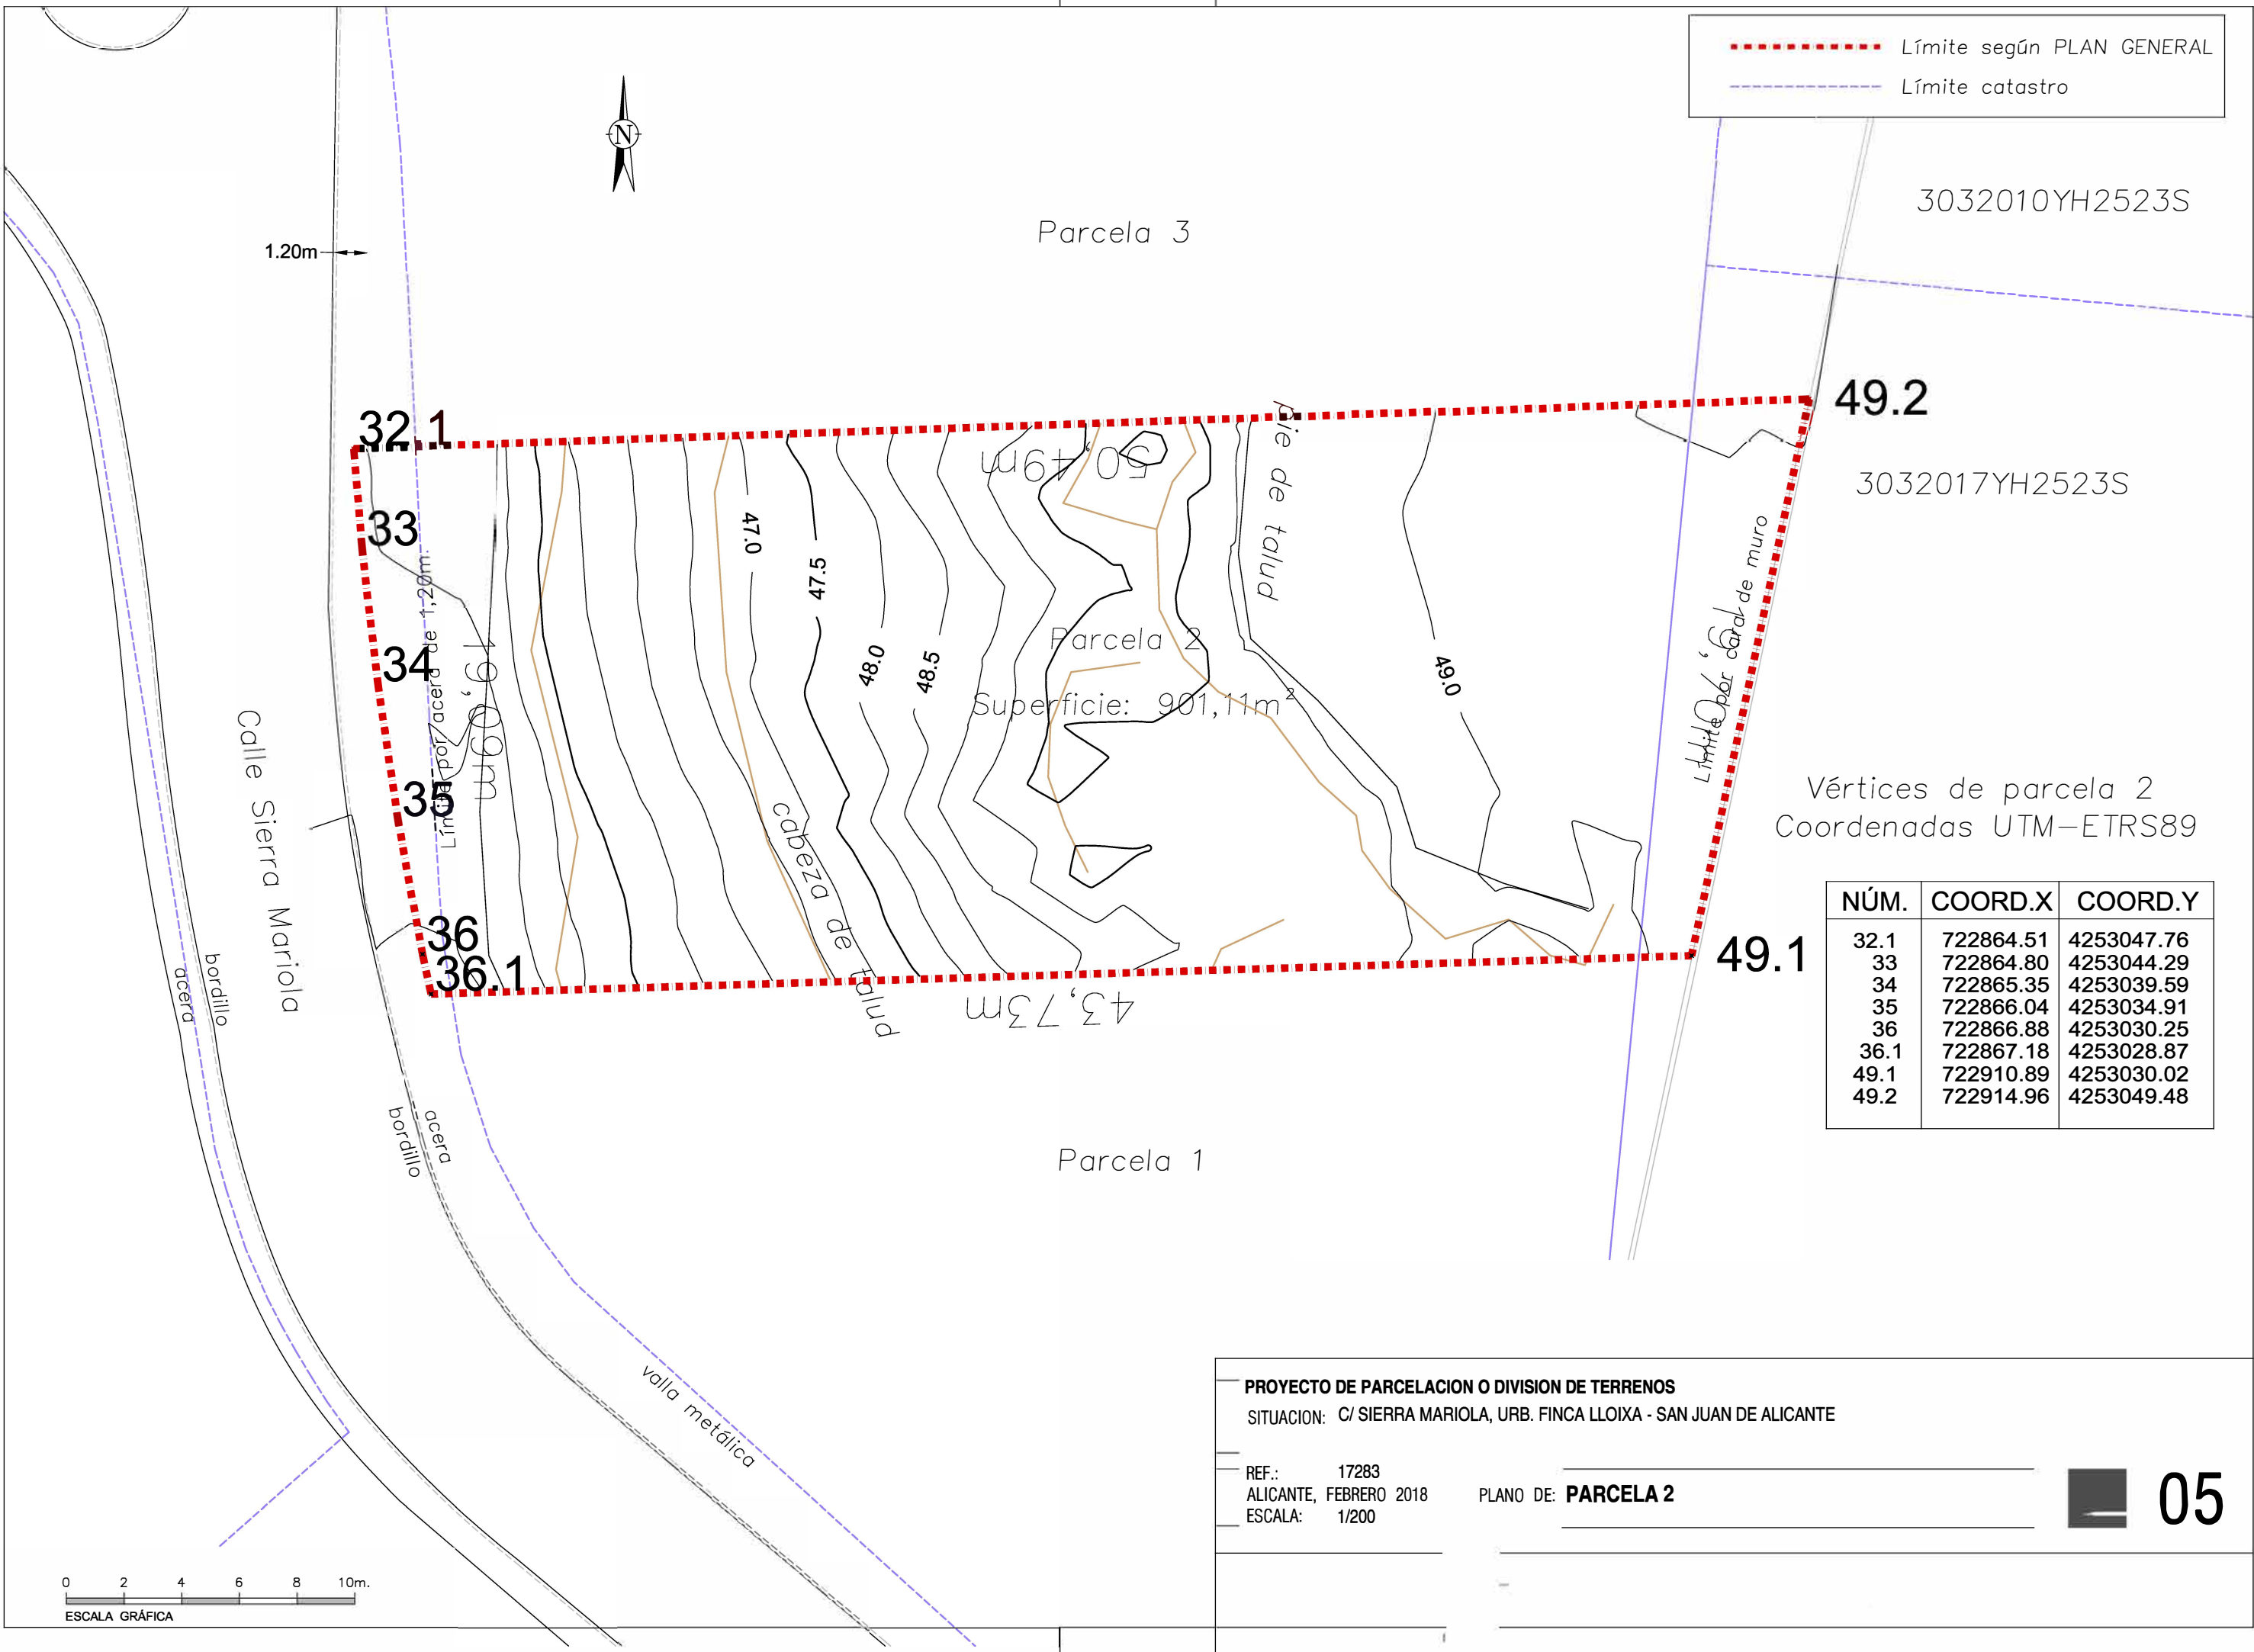 Límite según PLAN GENERAL
Límite catastro
3032010YH2523S
Parcela 3
N
1.20m
32.1
49.2
50,49m
3032017YH2523S
33
34
35
36
36.1
49.1
Límite por acera de 1,20m.
19,09m
47.0
47.5
48.0
48.5
49.0
pie de talud
cabeza de talud
Parcela 2
Superficie: 901,11m²
Límite por cara de muro
43,73m
Calle Sierra Mariola
bordillo
acera
acera
bordillo
valla metálica
Parcela 1
Vértices de parcela 2
Coordenadas UTM-ETRS89
NÚM. COORD.X COORD.Y
32.1 722864.51 4253047.76
33 722864.80 4253044.29
34 722865.35 4253039.59
35 722866.04 4253034.91
36 722866.88 4253030.25
36.1 722867.18 4253028.87
49.1 722910.89 4253030.02
49.2 722914.96 4253049.48
PROYECTO DE PARCELACION O DIVISION DE TERRENOS
SITUACION: C/ SIERRA MARIOLA, URB. FINCA LLOIXA - SAN JUAN DE ALICANTE
REF.: 17283
ALICANTE, FEBRERO 2018
ESCALA: 1/200
PLANO DE: PARCELA 2
05
0 2 4 6 8 10m.
ESCALA GRÁFICA